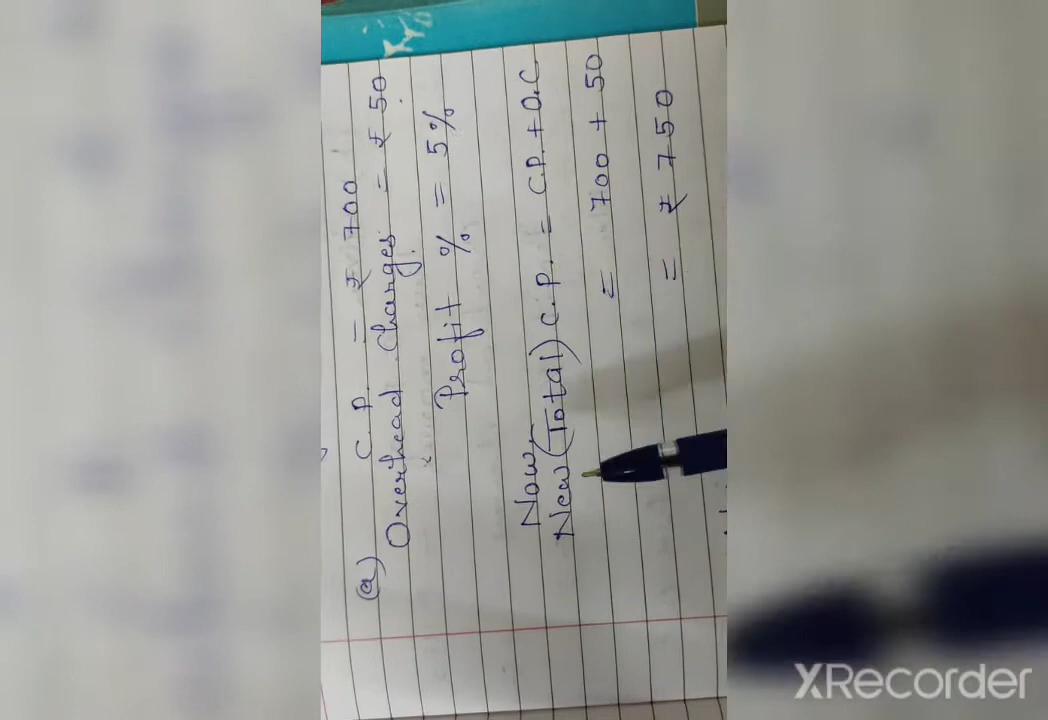 (a) C.P. = ₹ 700
Overhead charges = ₹ 50.
Profit % = 5%
Now,
New (Total) C.P. = C.P. + O.C
= 700 + 50
= ₹ 750
XRecorder